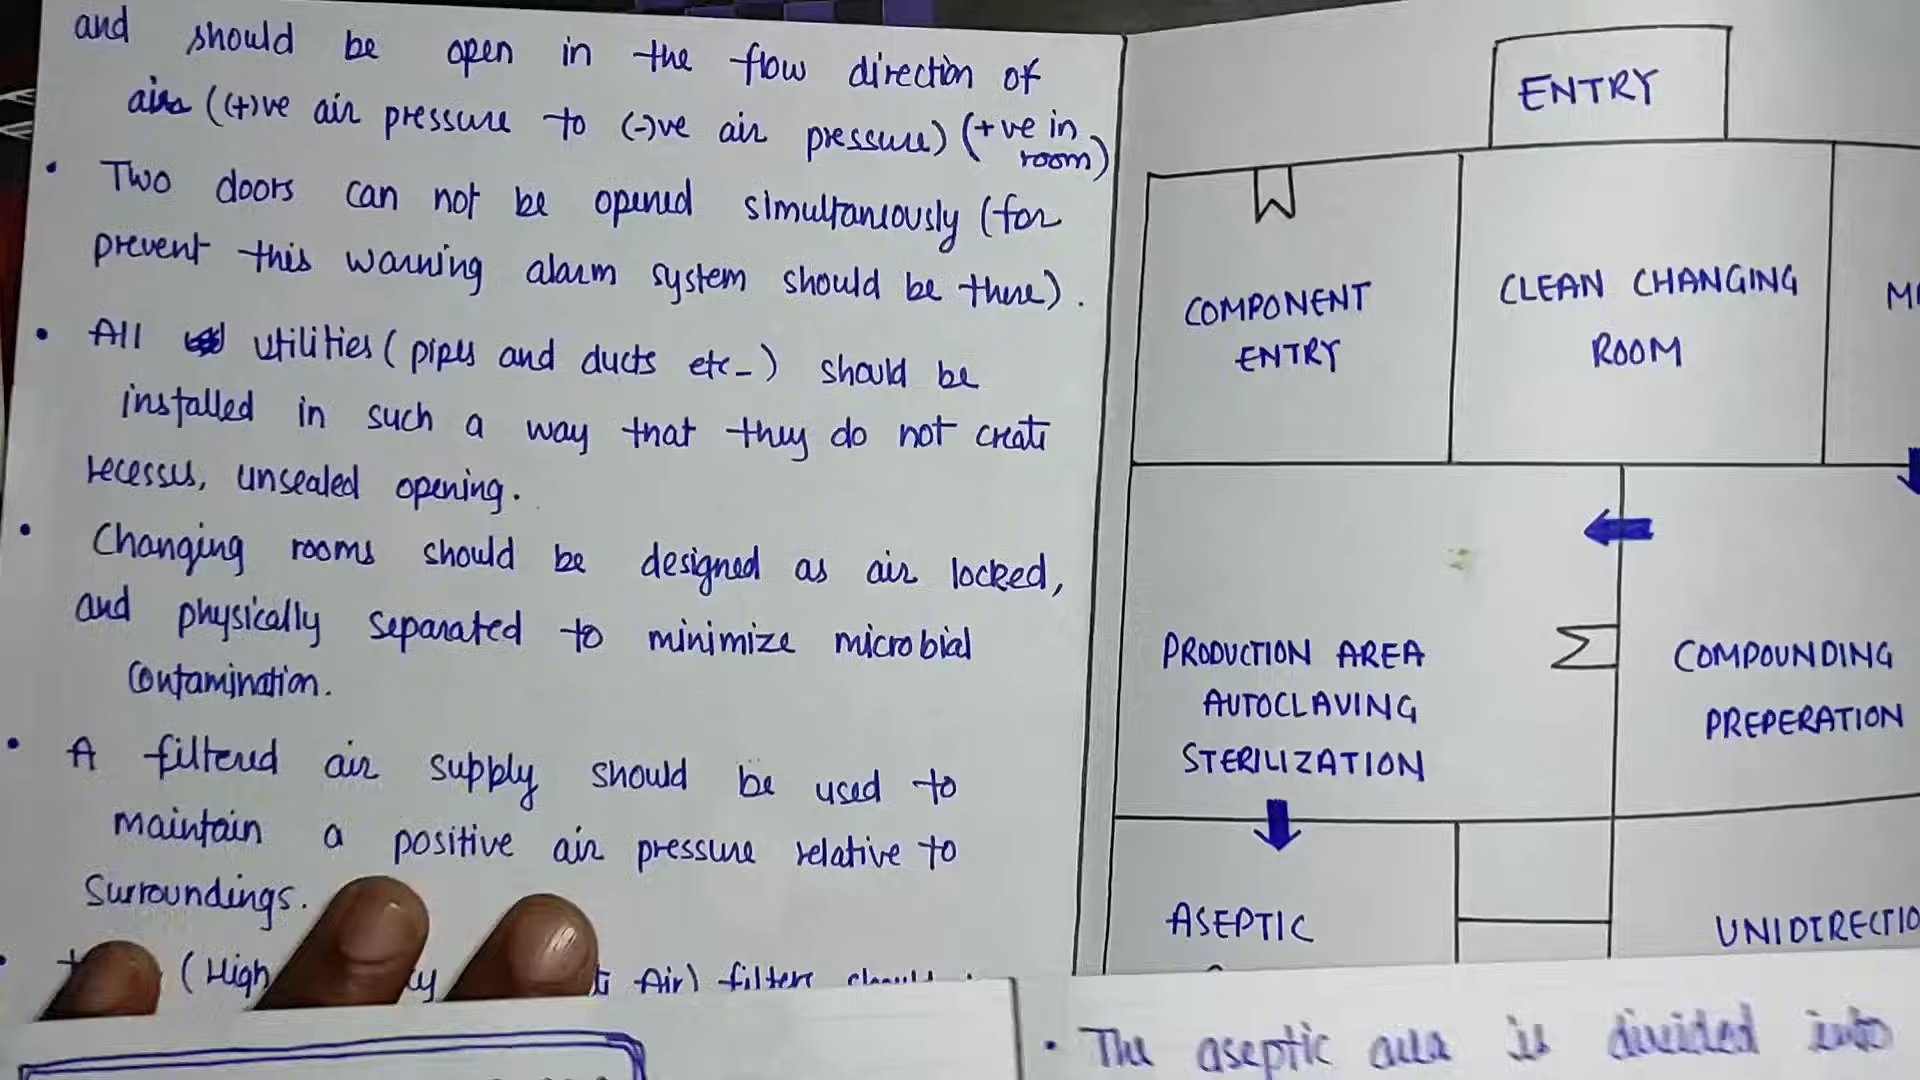 and should be open in the flow direction of
air ((+)ve air pressure to (-)ve air pressure) (+ve in
room)
• Two doors can not be opened simultaneously (for
prevent this warning alarm system should be there).
• All utilities (pipes and ducts etc-) should be
installed in such a way that they do not create
recesses, unsealed opening.
• Changing rooms should be designed as air locked,
and physically separated to minimize microbial
contamination.
• A filtered air supply should be used to
maintain a positive air pressure relative to
surroundings.
(High Air) filters should
ENTRY
COMPONENT
ENTRY
CLEAN CHANGING
ROOM
PRODUCTION AREA
AUTOCLAVING
STERILIZATION
COMPOUNDING
PREPERATION
ASEPTIC
UNIDIRECTIO
• The aseptic area is divided into